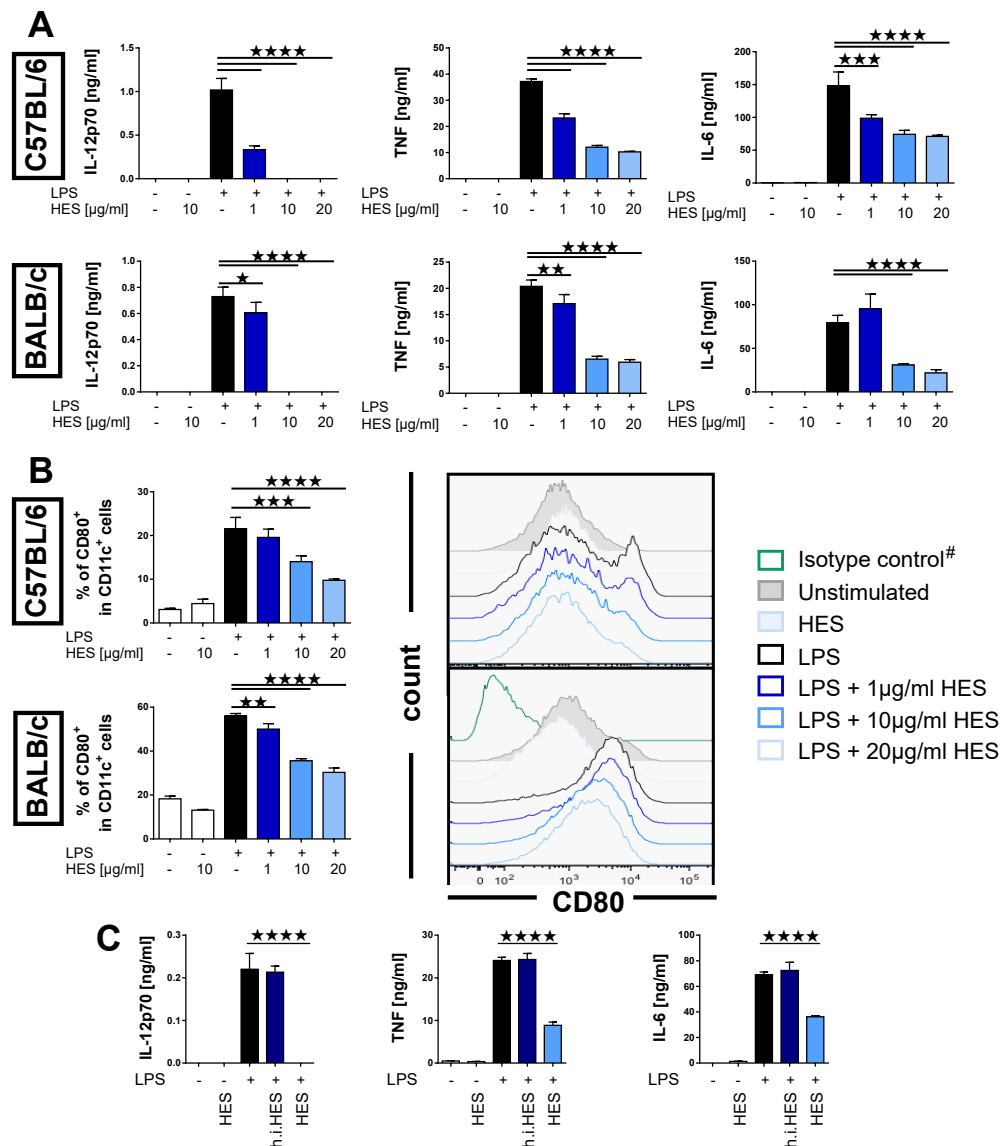 A
C57BL/6
IL-12p70 [ng/ml]
1.5
1.0
0.5
0.0
★★★★
LPS - - + + + +
HES [µg/ml] - 10 - 1 10 20
TNF [ng/ml]
50
40
30
20
10
0
★★★★
LPS - - + + + +
HES [µg/ml] - 10 - 1 10 20
IL-6 [ng/ml]
200
150
100
50
0
★★★★
★★★
LPS - - + + + +
HES [µg/ml] - 10 - 1 10 20
BALB/c
IL-12p70 [ng/ml]
1.0
0.8
0.6
0.4
0.2
0.0
★★★★
★
LPS - - + + + +
HES [µg/ml] - 10 - 1 10 20
TNF [ng/ml]
25
20
15
10
5
0
★★★★
★★
LPS - - + + + +
HES [µg/ml] - 10 - 1 10 20
IL-6 [ng/ml]
150
100
50
0
★★★★
LPS - - + + + +
HES [µg/ml] - 10 - 1 10 20
B
C57BL/6
% of CD80⁺
in CD11c⁺ cells
30
20
10
0
★★★★
★★★
LPS - - + + + +
HES [µg/ml] - 10 - 1 10 20
BALB/c
% of CD80⁺
in CD11c⁺ cells
60
40
20
0
★★★★
★★
LPS - - + + + +
HES [µg/ml] - 10 - 1 10 20
count
0 10² 10³ 10⁴ 10⁵
CD80
Isotype control#
Unstimulated
HES
LPS
LPS + 1µg/ml HES
LPS + 10µg/ml HES
LPS + 20µg/ml HES
C
IL-12p70 [ng/ml]
0.3
0.2
0.1
0.0
★★★★
LPS - - + + +
HES h.i.HES HES
TNF [ng/ml]
30
20
10
0
★★★★
LPS - - + + +
HES h.i.HES HES
IL-6 [ng/ml]
80
60
40
20
0
★★★★
LPS - - + + +
HES h.i.HES HES